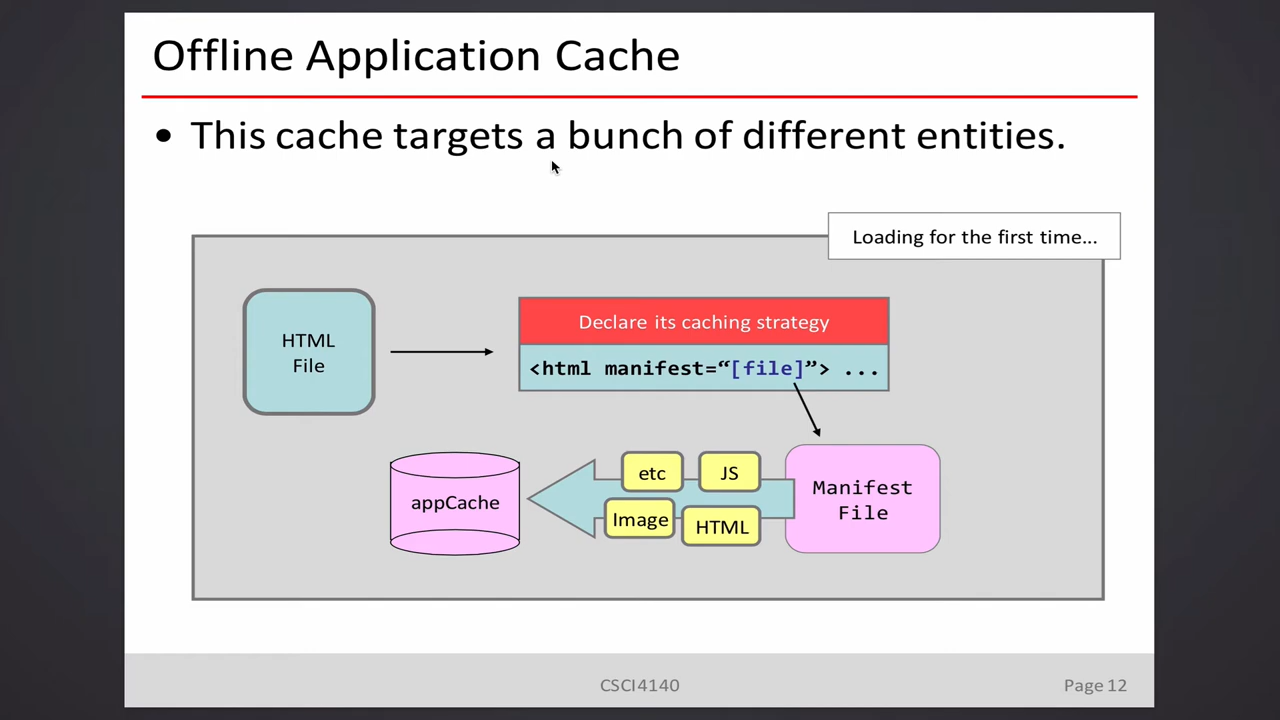 Offline Application Cache
• This cache targets a bunch of different entities.
Loading for the first time...
HTML
File
Declare its caching strategy
<html manifest=“[file]”> ...
appCache
etc
JS
Image
HTML
Manifest
File
CSCI4140
Page 12